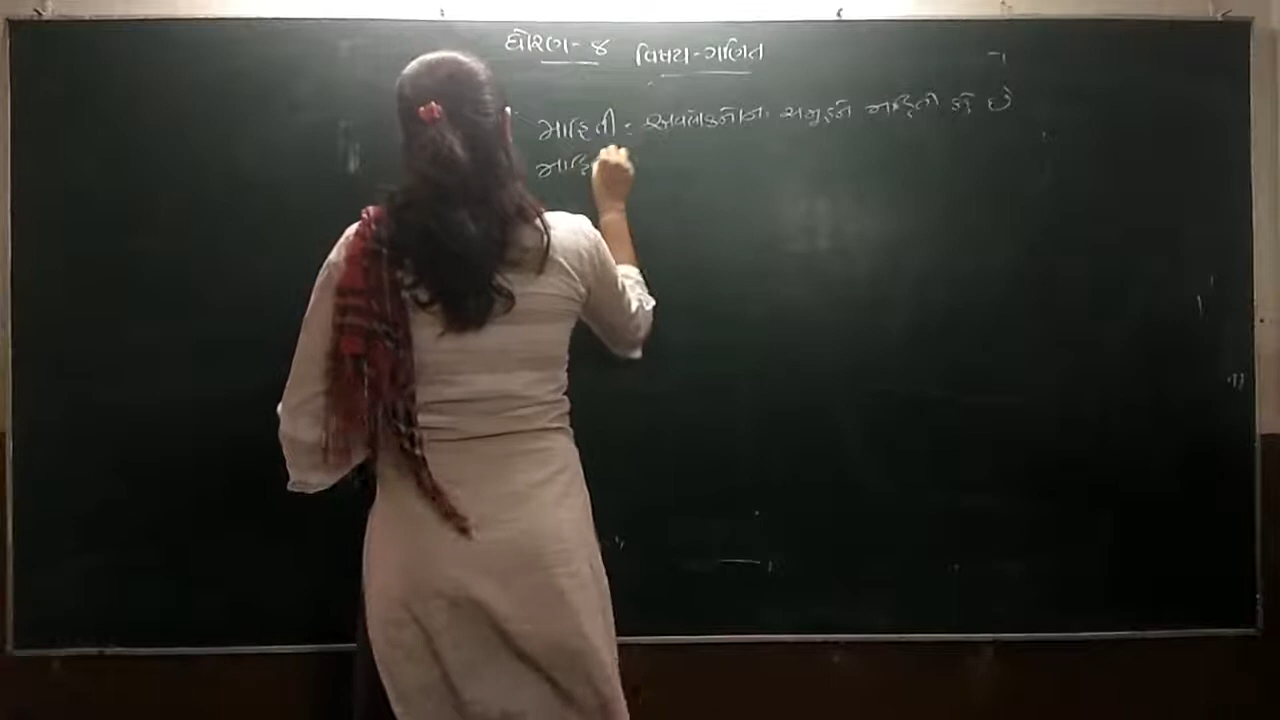 ધોરણ - ૪ વિષય - ગણિત
માહિતી : અવલોકનોના સમૂહને માહિતી કહે છે
માહિ